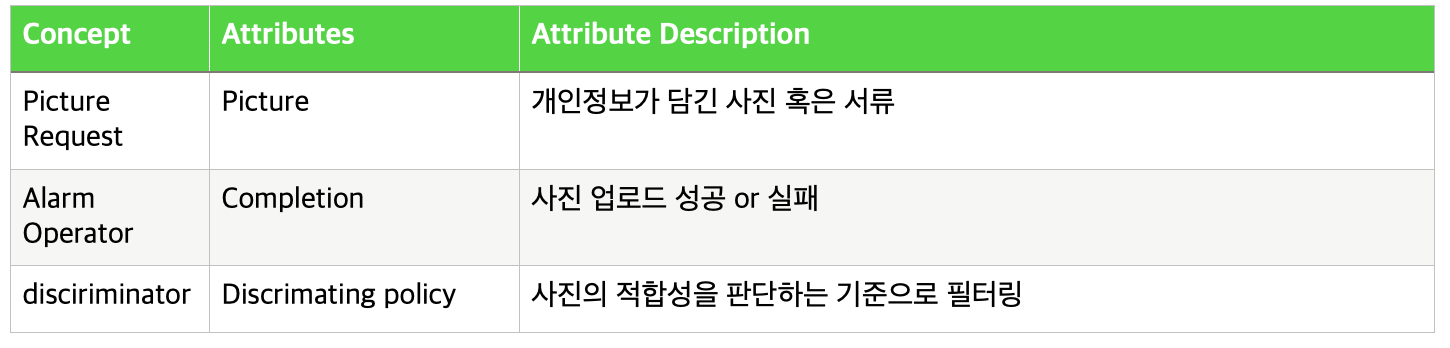 Concept Attributes Attribute Description
Picture Request Picture 개인정보가 담긴 사진 혹은 서류
Alarm Operator Completion 사진 업로드 성공 or 실패
disciriminator Discrimating policy 사진의 적합성을 판단하는 기준으로 필터링